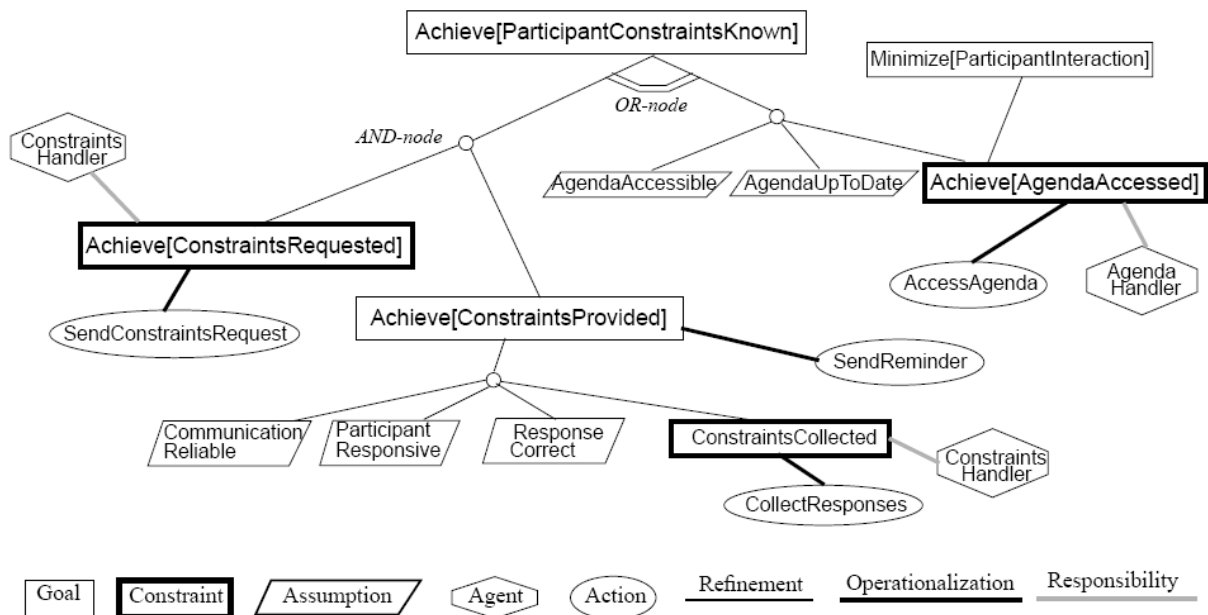 Achieve[ParticipantConstraintsKnown]
Minimize[ParticipantInteraction]
OR-node
AND-node
Constraints
Handler
AgendaAccessible
AgendaUpToDate
Achieve[AgendaAccessed]
Achieve[ConstraintsRequested]
AccessAgenda
Agenda
Handler
SendConstraintsRequest
Achieve[ConstraintsProvided]
SendReminder
Communication
Reliable
Participant
Responsive
Response
Correct
ConstraintsCollected
Constraints
Handler
CollectResponses
Goal
Constraint
Assumption
Agent
Action
Refinement
Operationalization
Responsibility